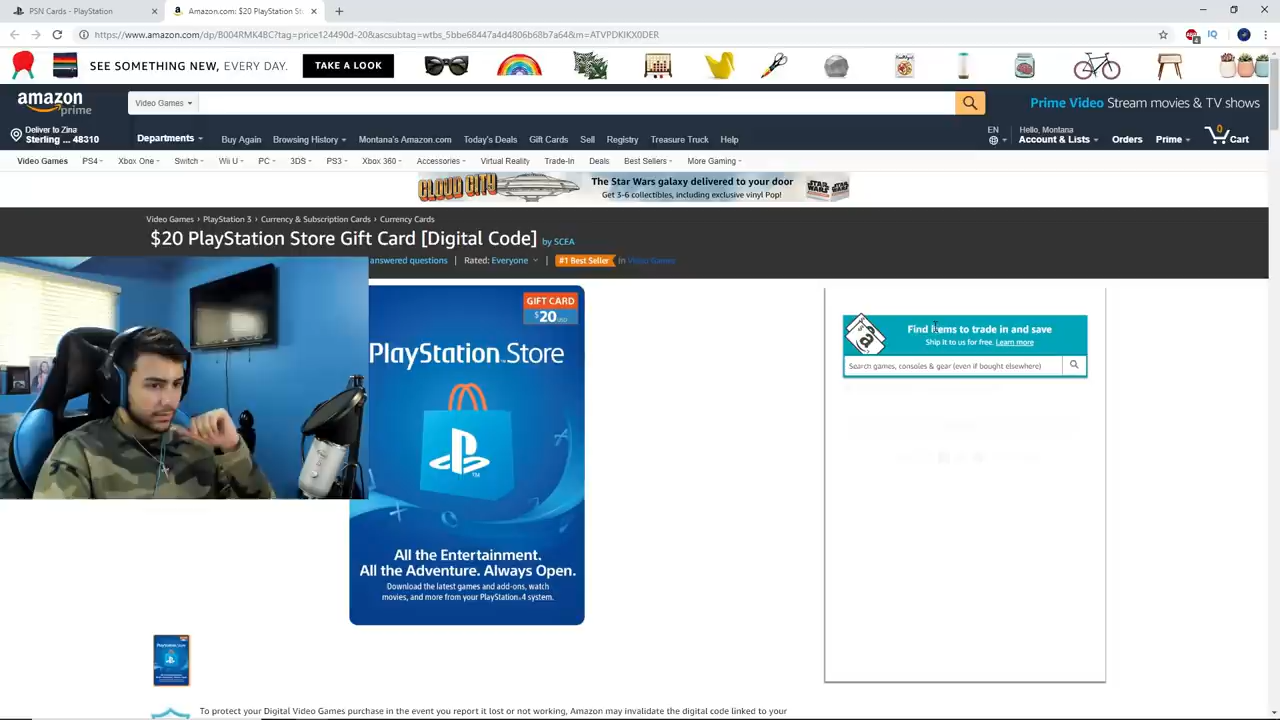 PSN Cards - PlayStation
Amazon.com: $20 PlayStation St
https://www.amazon.com/dp/B004RMK4BC?tag=price124490d-20&ascsubtag=wtbs_5bbe68447a4d4806b68b7a64&m=ATVPDKIKX0DER
SEE SOMETHING NEW, EVERY DAY. TAKE A LOOK
amazon prime
Video Games
Prime Video Stream movies & TV shows
Deliver to Zina
Sterling ... 48310
Departments Buy Again Browsing History Montana's Amazon.com Today's Deals Gift Cards Sell Registry Treasure Truck Help
EN
Hello, Montana
Account & Lists Orders Prime 0 Cart
Video Games PS4 Xbox One Switch Wii U PC 3DS PS3 Xbox 360 Accessories Virtual Reality Trade-In Deals Best Sellers More Gaming
CLOUD CITY
The Star Wars galaxy delivered to your door
Get 3-6 collectibles, including exclusive vinyl Pop!
STAR WARS
Video Games › PlayStation 3 › Currency & Subscription Cards › Currency Cards
$20 PlayStation Store Gift Card [Digital Code] by SCEA
answered questions | Rated: Everyone | #1 Best Seller in Video Games
GIFT CARD
$20 USD
PlayStation Store
All the Entertainment.
All the Adventure. Always Open.
Download the latest games and add-ons, watch
movies, and more from your PlayStation 4 system.
Find items to trade in and save
Ship it to us for free. Learn more
Search games, consoles & gear (even if bought elsewhere)
To protect your Digital Video Games purchase in the event you report it lost or not working, Amazon may invalidate the digital code linked to your